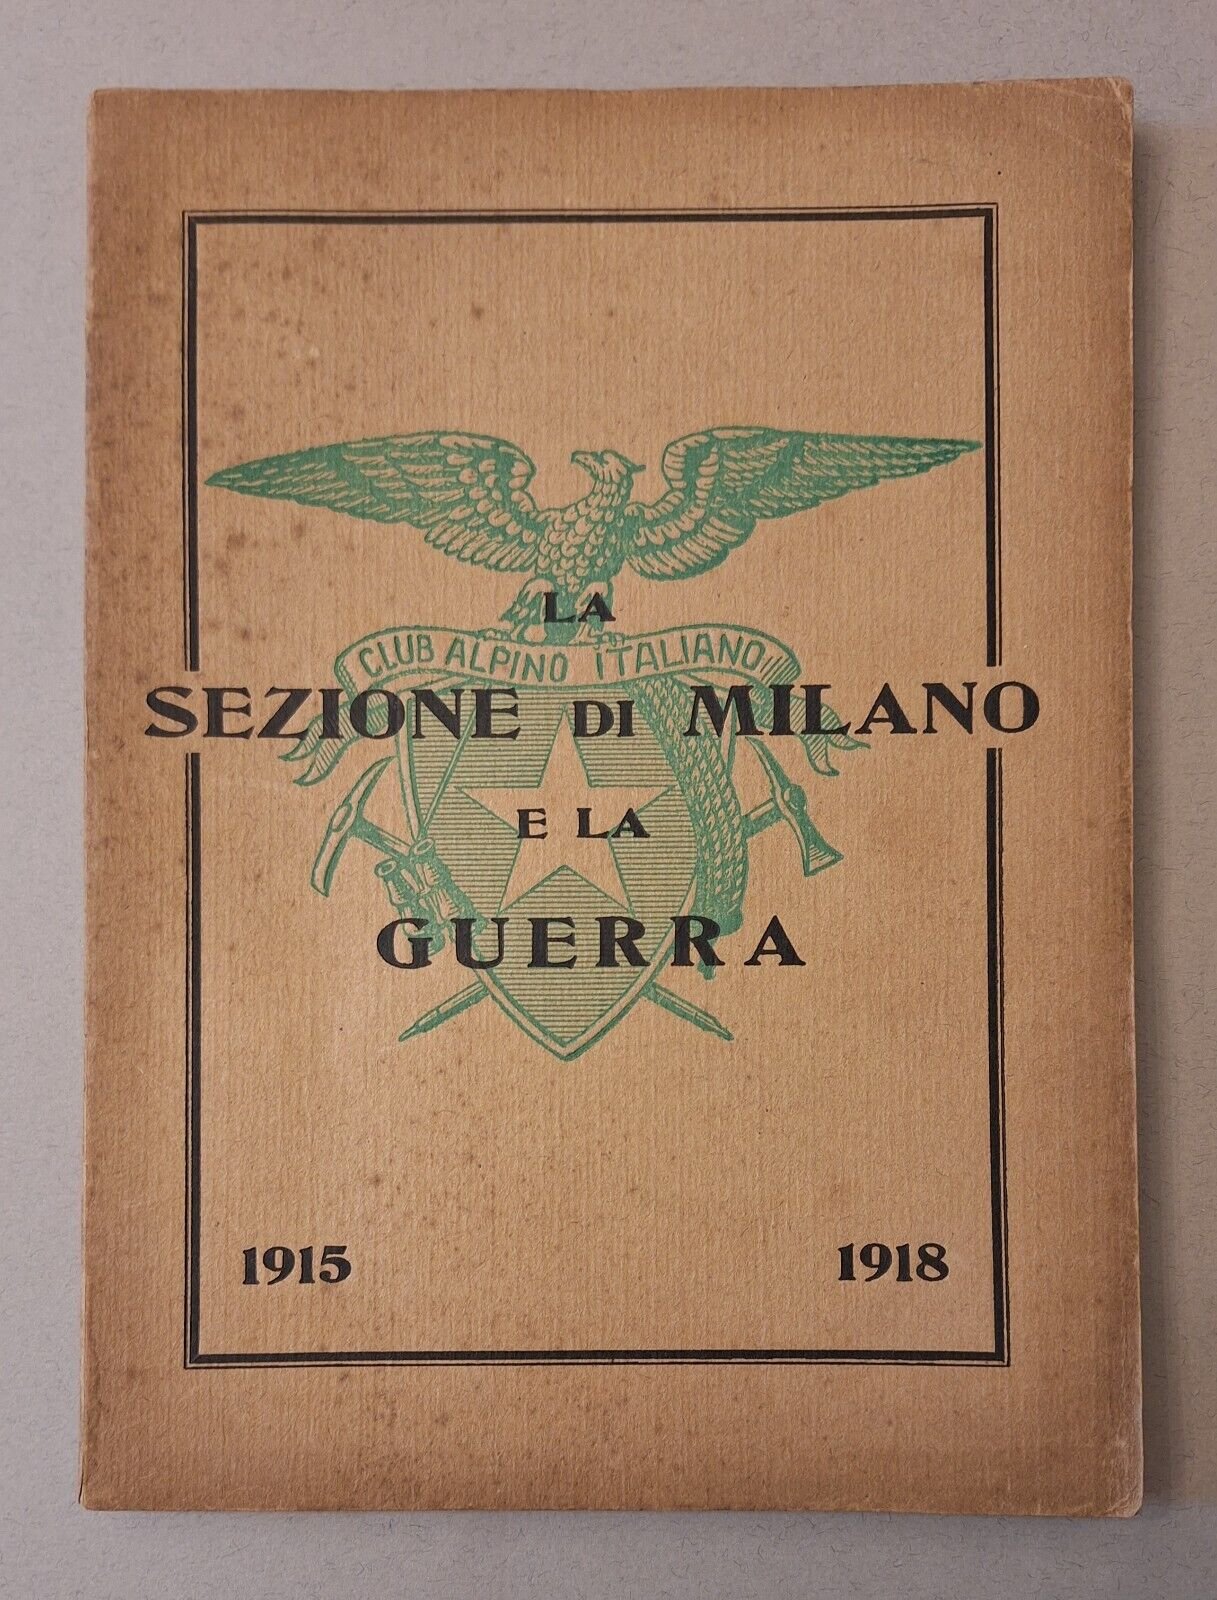 LA
CLUB ALPINO ITALIANO
SEZIONE DI MILANO
E LA
GUERRA
1915 1918